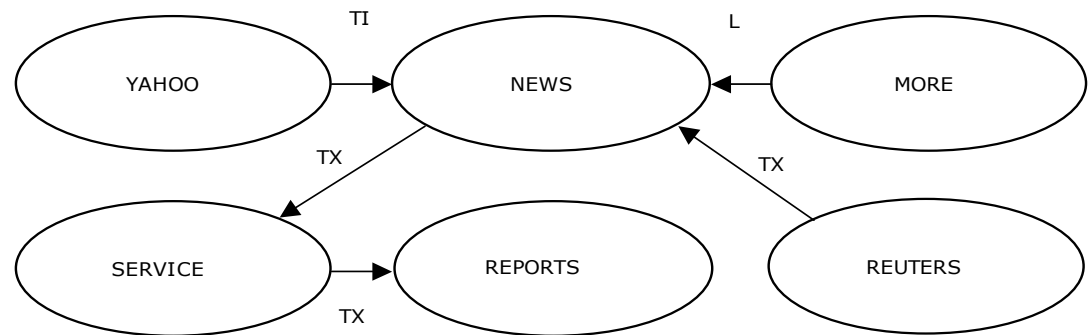 TI
L
YAHOO
NEWS
MORE
TX
TX
SERVICE
REPORTS
REUTERS
TX